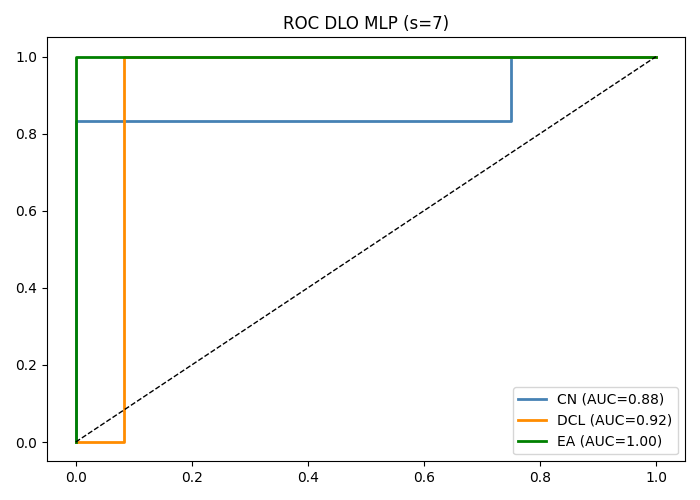 ROC DLO MLP (s=7)
1.0
0.8
0.6
0.4
0.2
0.0
0.0 0.2 0.4 0.6 0.8 1.0
CN (AUC=0.88)
DCL (AUC=0.92)
EA (AUC=1.00)